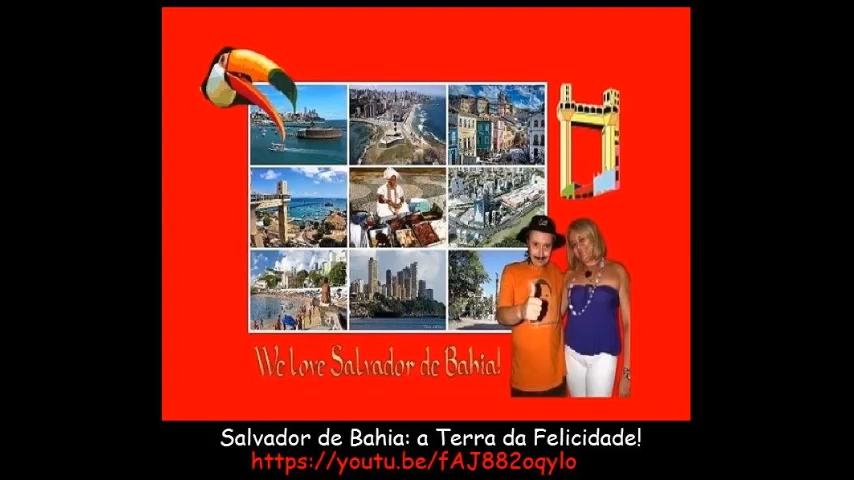 We love Salvador de Bahia!
Salvador de Bahia: a Terra da Felicidade!
https://youtu.be/fAJ882oqylo